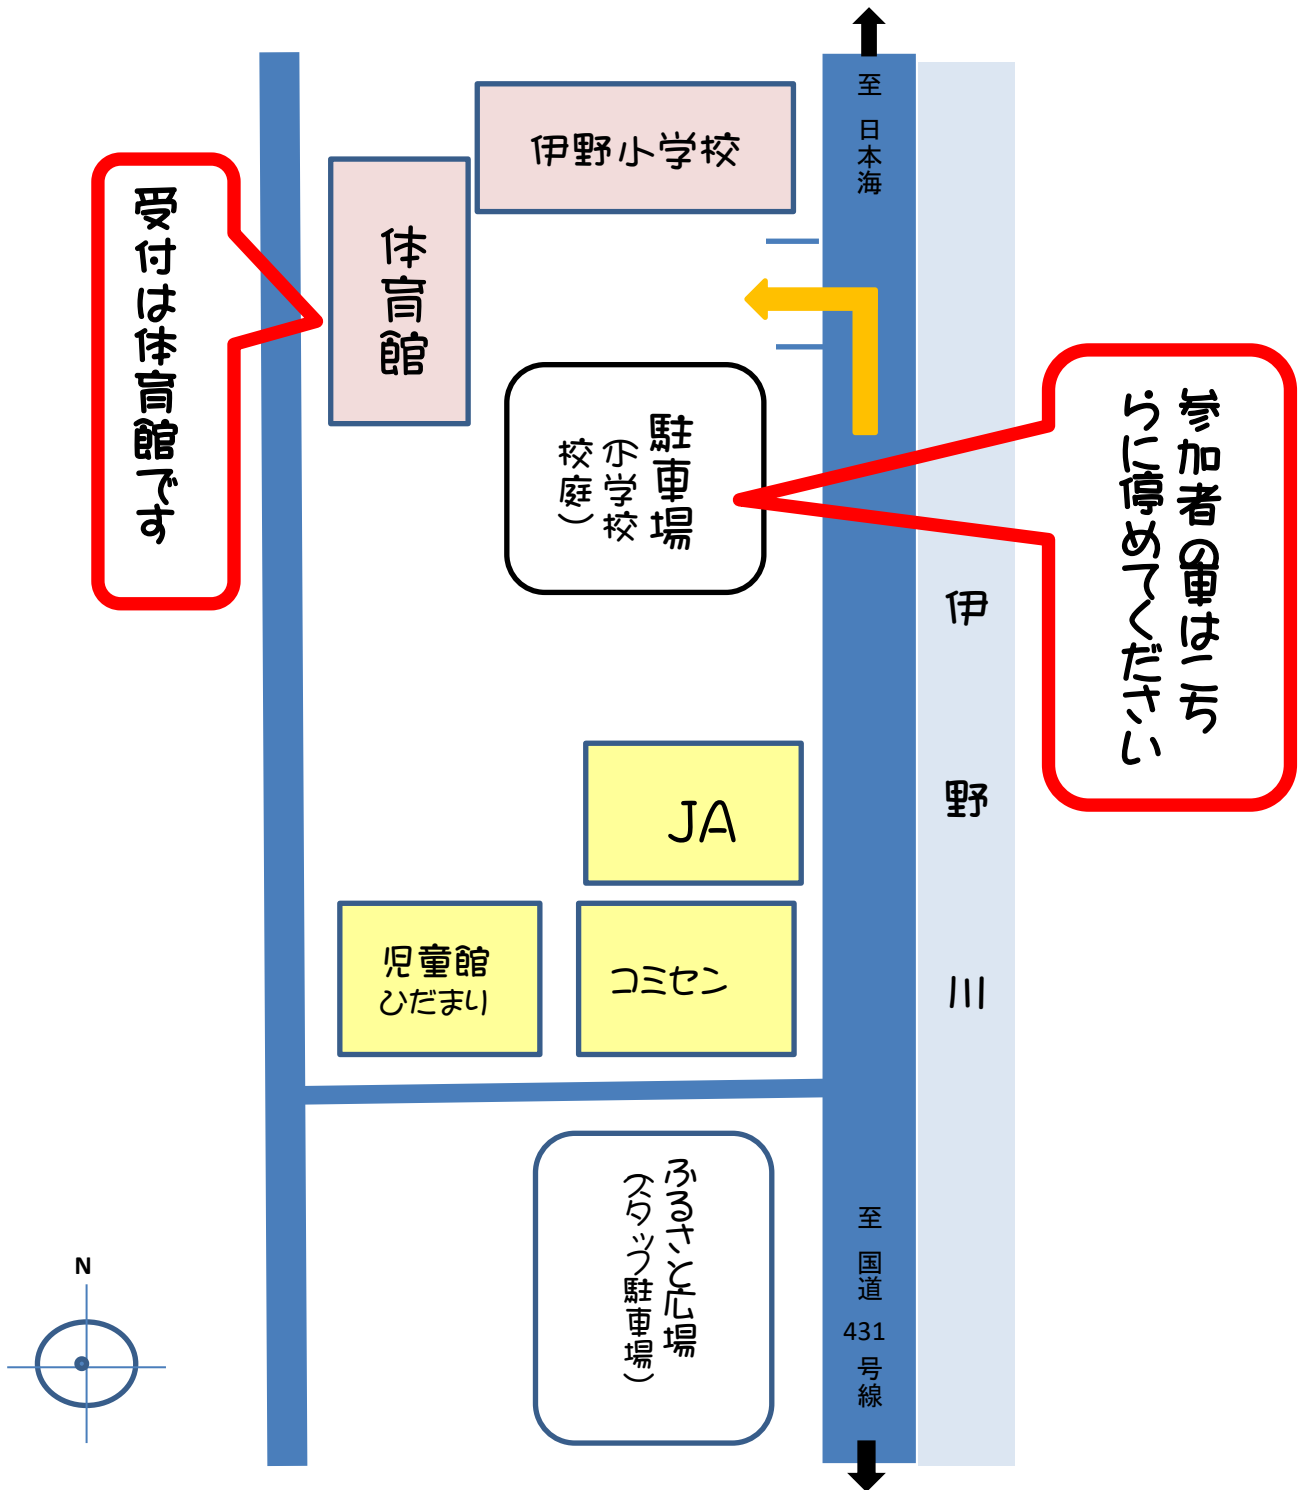 至 日本海
伊野小学校
体育館
受付は体育館です
駐車場
(小学校
校庭)
参加者の車はこち
らに停めてください
伊野川
JA
児童館
ひだまり
コミセン
ふるさと広場
(スタッフ駐車場)
至 国道431号線
N